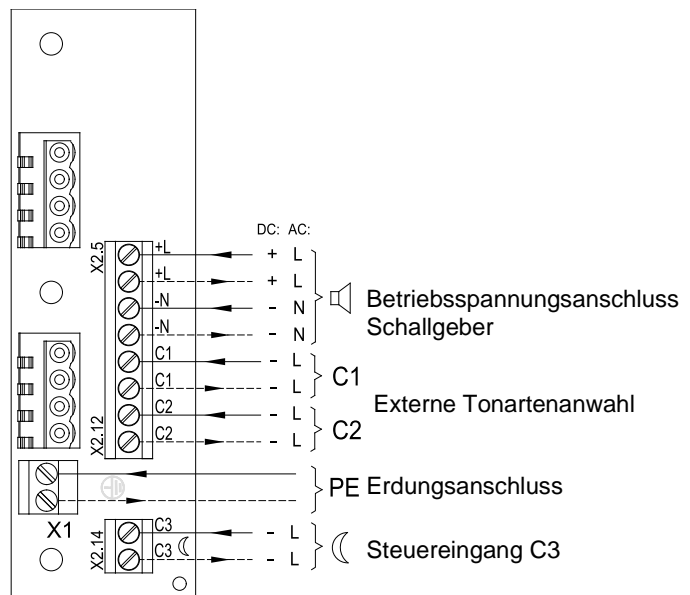 DC: AC:
X2.5 +L + L
+L + L
-N - N
-N - N
Betriebsspannungsanschluss
Schallgeber
C1 - L
C1 - L
C1
C2 - L
X2.12 C2 - L
C2
Externe Tonartenanwahl
PE Erdungsanschluss
X1
C3 - L
X2.14 C3 - L
Steuereingang C3